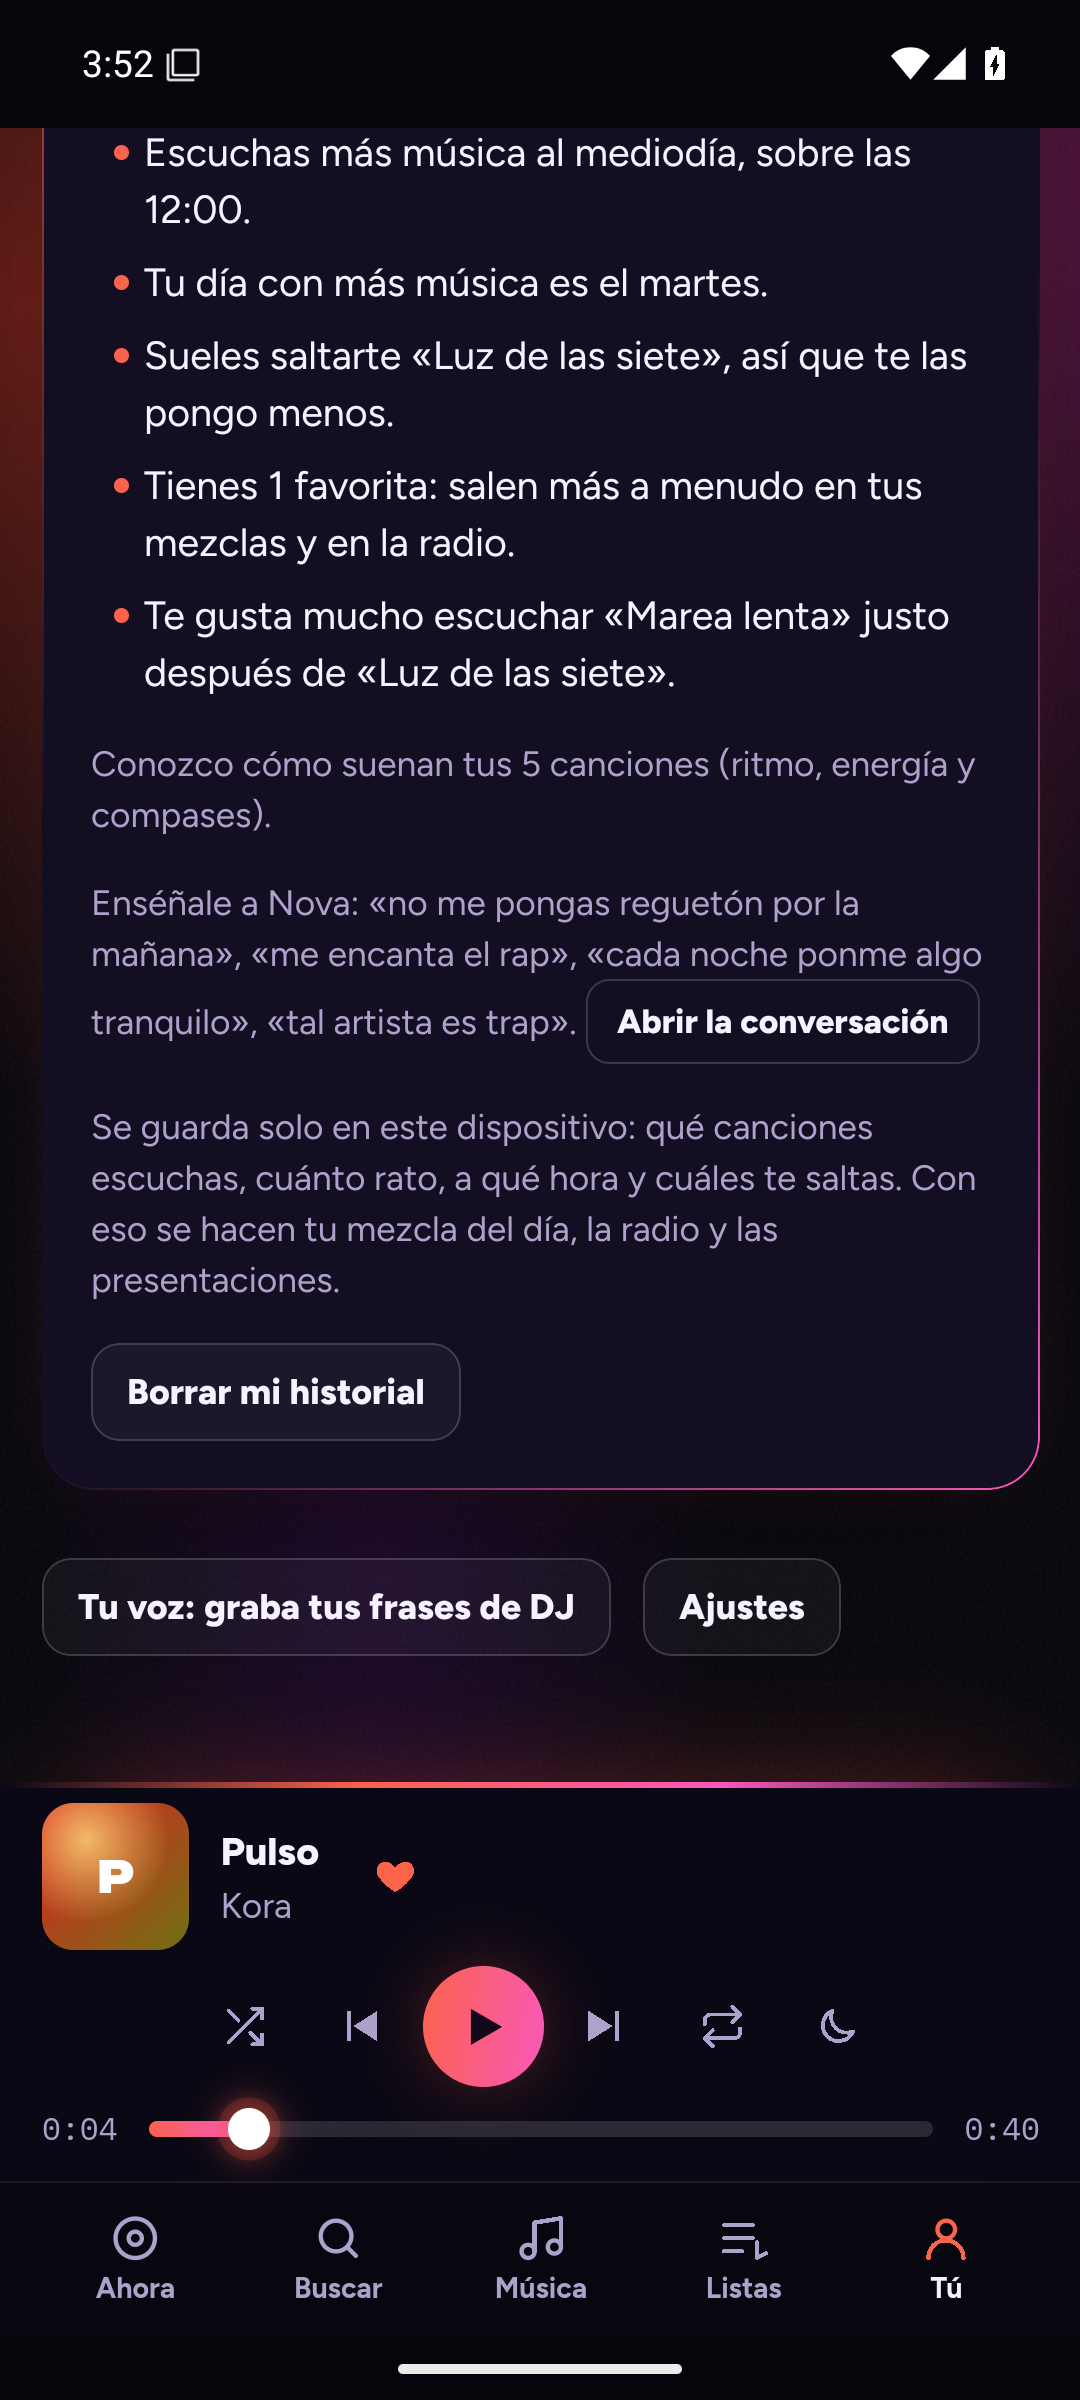 3:52
Escuchas más música al mediodía, sobre las
12:00.
Tu día con más música es el martes.
Sueles saltarte «Luz de las siete», así que te las
pongo menos.
Tienes 1 favorita: salen más a menudo en tus
mezclas y en la radio.
Te gusta mucho escuchar «Marea lenta» justo
después de «Luz de las siete».
Conozco cómo suenan tus 5 canciones (ritmo, energía y
compases).
Enséñale a Nova: «no me pongas reguetón por la
mañana», «me encanta el rap», «cada noche ponme algo
tranquilo», «tal artista es trap». Abrir la conversación
Se guarda solo en este dispositivo: qué canciones
escuchas, cuánto rato, a qué hora y cuáles te saltas. Con
eso se hacen tu mezcla del día, la radio y las
presentaciones.
Borrar mi historial
Tu voz: graba tus frases de DJ Ajustes
P
Pulso
Kora
0:04 0:40
Ahora Buscar Música Listas Tú